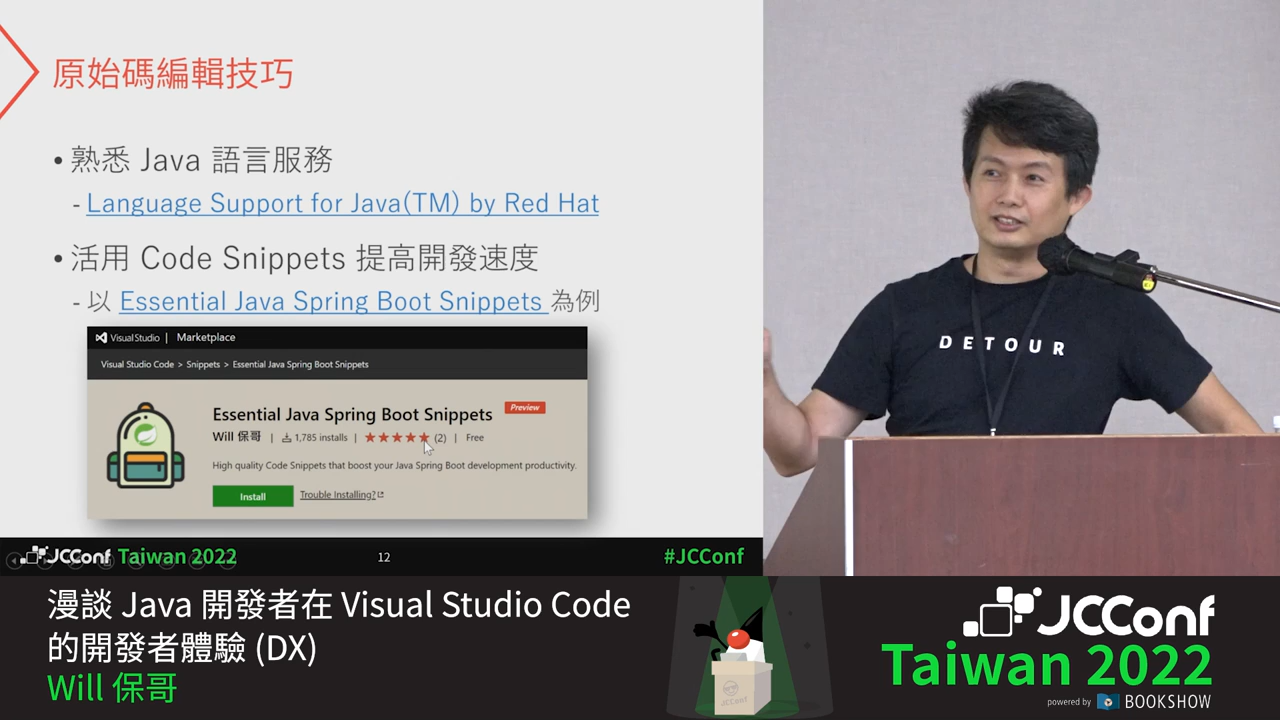 原始碼編輯技巧
• 熟悉 Java 語言服務
- Language Support for Java(TM) by Red Hat
• 活用 Code Snippets 提高開發速度
- 以 Essential Java Spring Boot Snippets 為例
Visual Studio | Marketplace
Visual Studio Code > Snippets > Essential Java Spring Boot Snippets
Essential Java Spring Boot Snippets Preview
Will 保哥 | 1,785 installs | ★★★★★ (2) | Free
High quality Code Snippets that boost your Java Spring Boot development productivity.
Install Trouble Installing?
JCConf Taiwan 2022 12 #JCConf
DETOUR
漫談 Java 開發者在 Visual Studio Code
的開發者體驗 (DX)
Will 保哥
JCConf
JCConf
Taiwan 2022
powered by BOOKSHOW